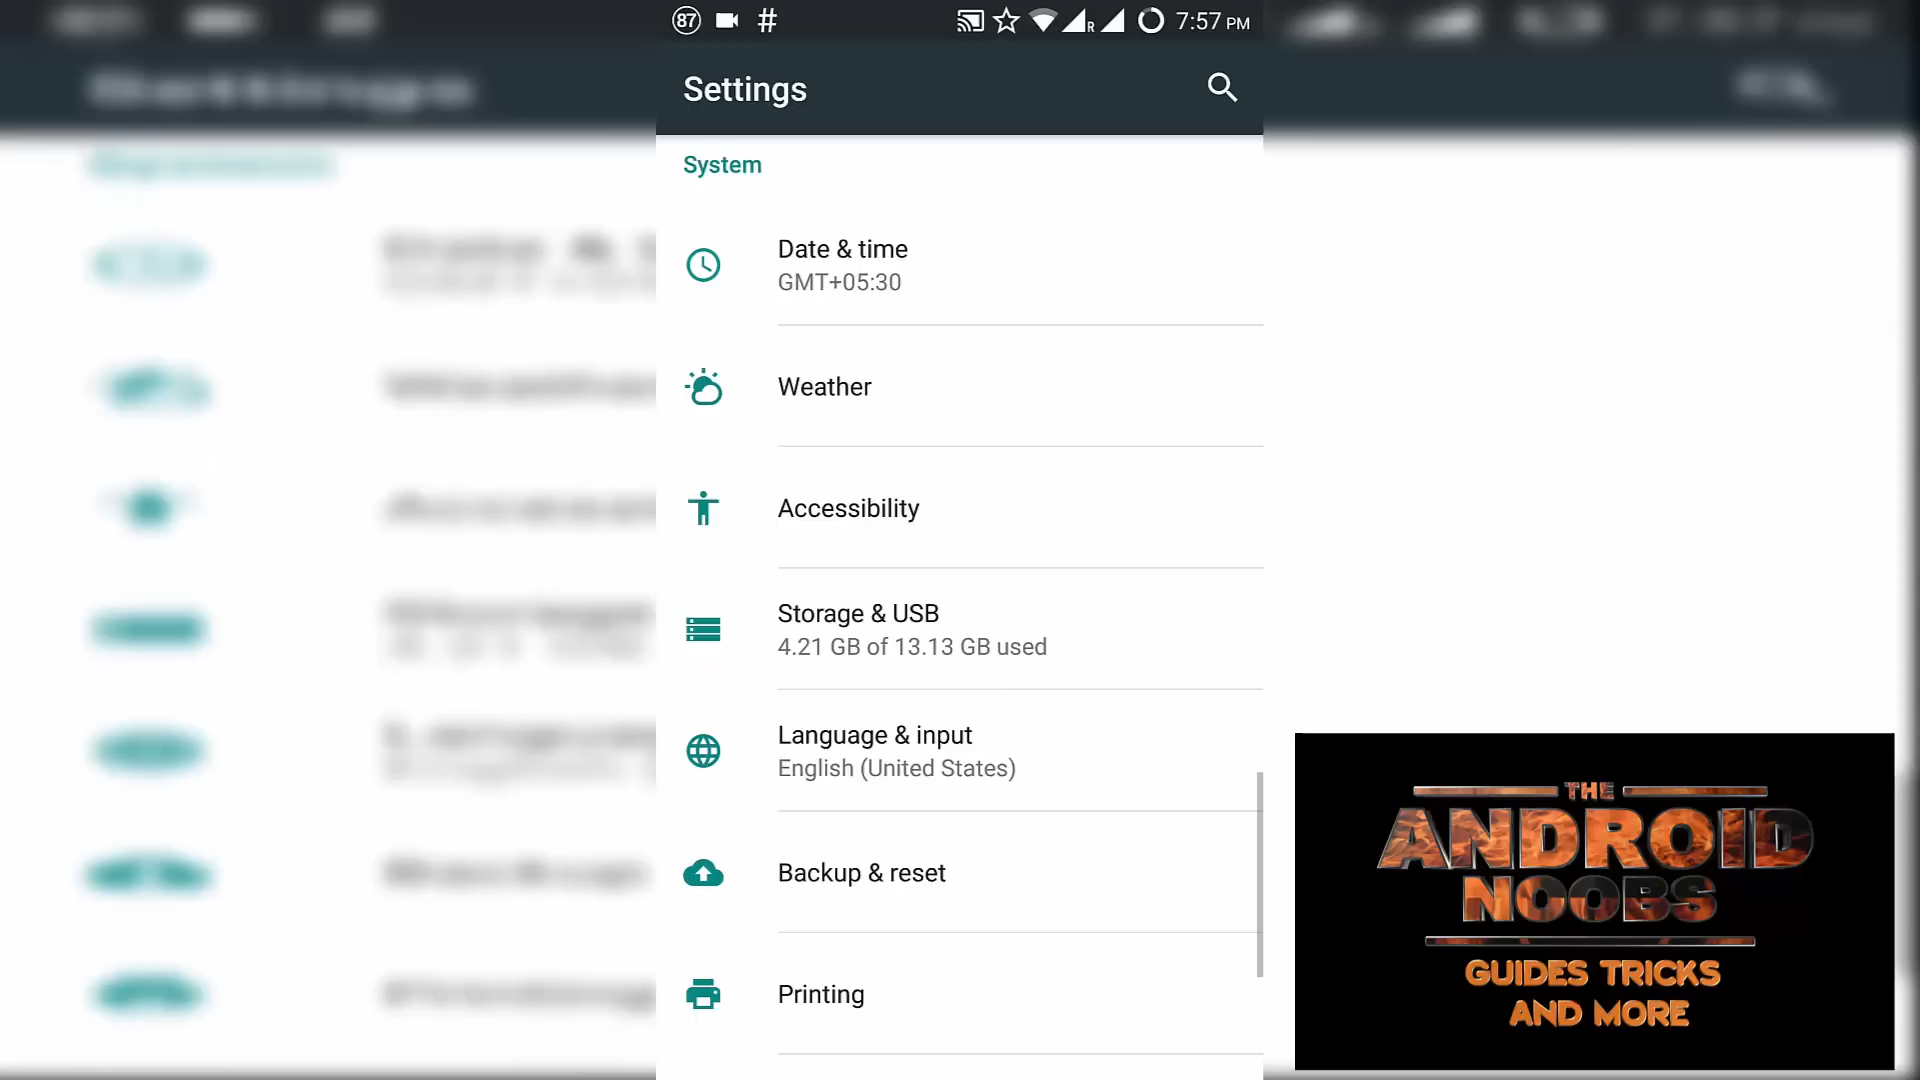 87 # R 7:57 PM
Settings
System
Date & time
GMT+05:30
Weather
Accessibility
Storage & USB
4.21 GB of 13.13 GB used
Language & input
English (United States)
Backup & reset
Printing
THE
ANDROID
NOOBS
GUIDES TRICKS
AND MORE